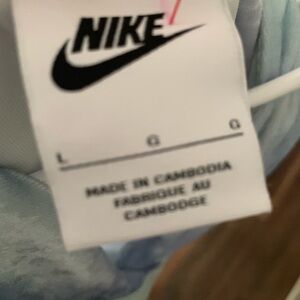 NIKE
L G G
MADE IN CAMBODIA
FABRIQUE AU
CAMBODGE